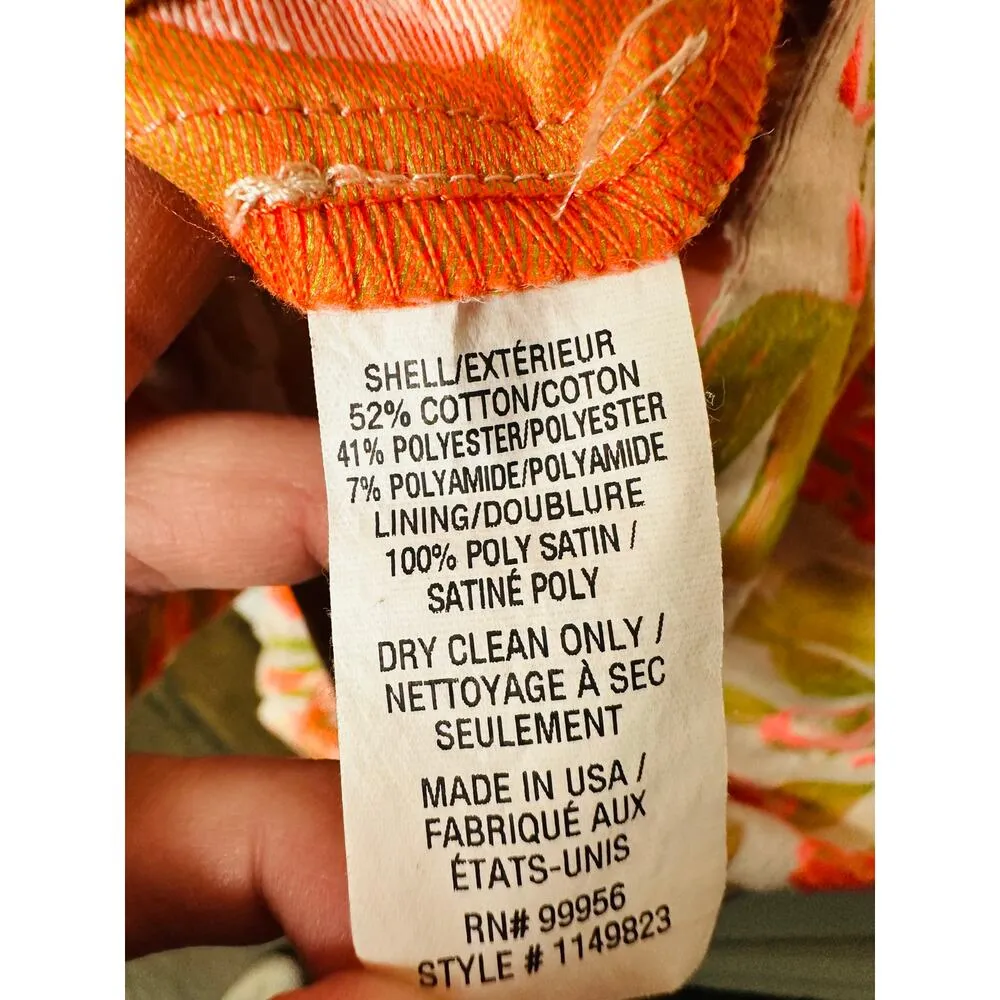 SHELL/EXTÉRIEUR
52% COTTON/COTON
41% POLYESTER/POLYESTER
7% POLYAMIDE/POLYAMIDE
LINING/DOUBLURE
100% POLY SATIN /
SATINÉ POLY
DRY CLEAN ONLY /
NETTOYAGE À SEC
SEULEMENT
MADE IN USA /
FABRIQUÉ AUX
ÉTATS-UNIS
RN# 99956
STYLE # 1149823